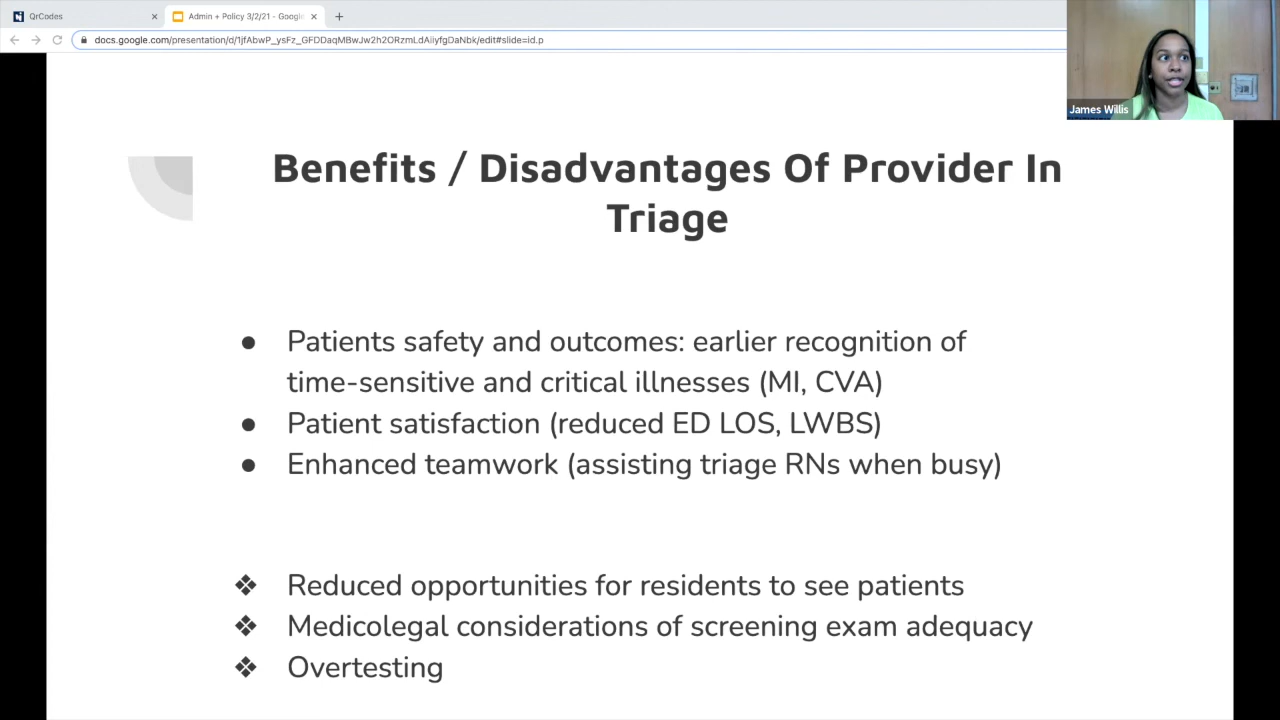 QrCodes
Admin + Policy 3/2/21 - Google
docs.google.com/presentation/d/1jfAbwP_ysFz_GFDDaqMBwJw2h2ORzmLdAiiyfgDaNbk/edit#slide=id.p
James Willis
Benefits / Disadvantages Of Provider In
Triage
● Patients safety and outcomes: earlier recognition of
time-sensitive and critical illnesses (MI, CVA)
● Patient satisfaction (reduced ED LOS, LWBS)
● Enhanced teamwork (assisting triage RNs when busy)
❖ Reduced opportunities for residents to see patients
❖ Medicolegal considerations of screening exam adequacy
❖ Overtesting